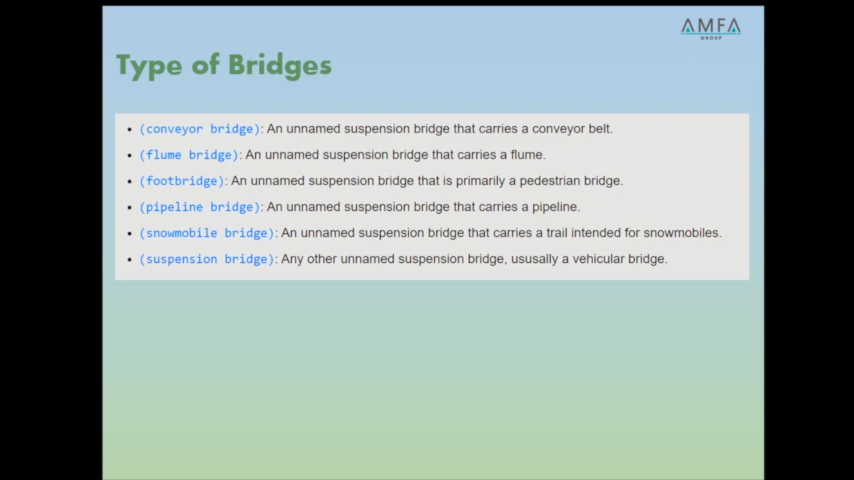 AMFA
GROUP
Type of Bridges
• (conveyor bridge): An unnamed suspension bridge that carries a conveyor belt.
• (flume bridge): An unnamed suspension bridge that carries a flume.
• (footbridge): An unnamed suspension bridge that is primarily a pedestrian bridge.
• (pipeline bridge): An unnamed suspension bridge that carries a pipeline.
• (snowmobile bridge): An unnamed suspension bridge that carries a trail intended for snowmobiles.
• (suspension bridge): Any other unnamed suspension bridge, ususally a vehicular bridge.